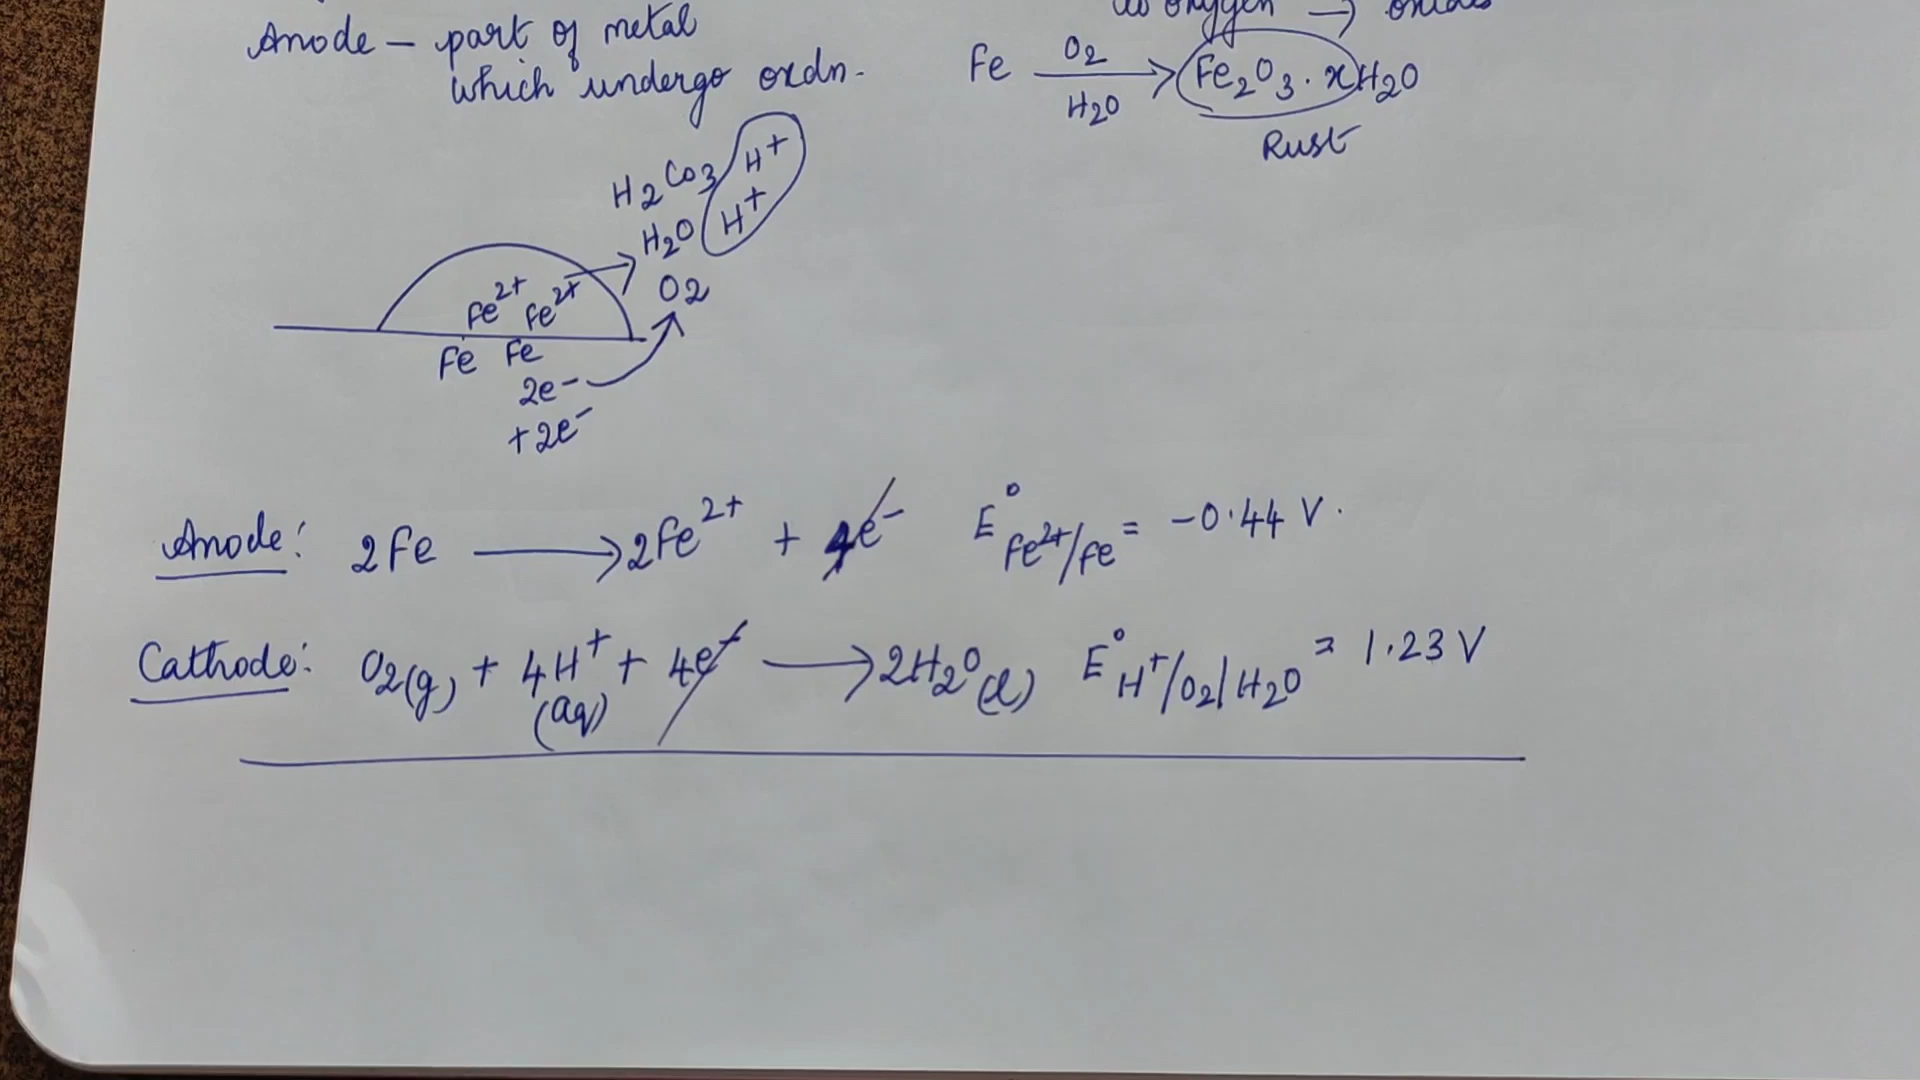 Anode – part of metal
which undergo oxdn.
oxygen →
Fe O2 H2O → Fe2O3 · xH2O
Rust
H2CO3 H+
H2O H+
O2
Fe2+ Fe2+
Fe Fe
2e-
+2e-
Anode: 2Fe → 2Fe2+ + 4e- E° Fe2+/Fe = -0.44 V.
Cathode: O2(g) + 4H+(aq) + 4e- → 2H2O(l) E° H+/O2/H2O = 1.23 V